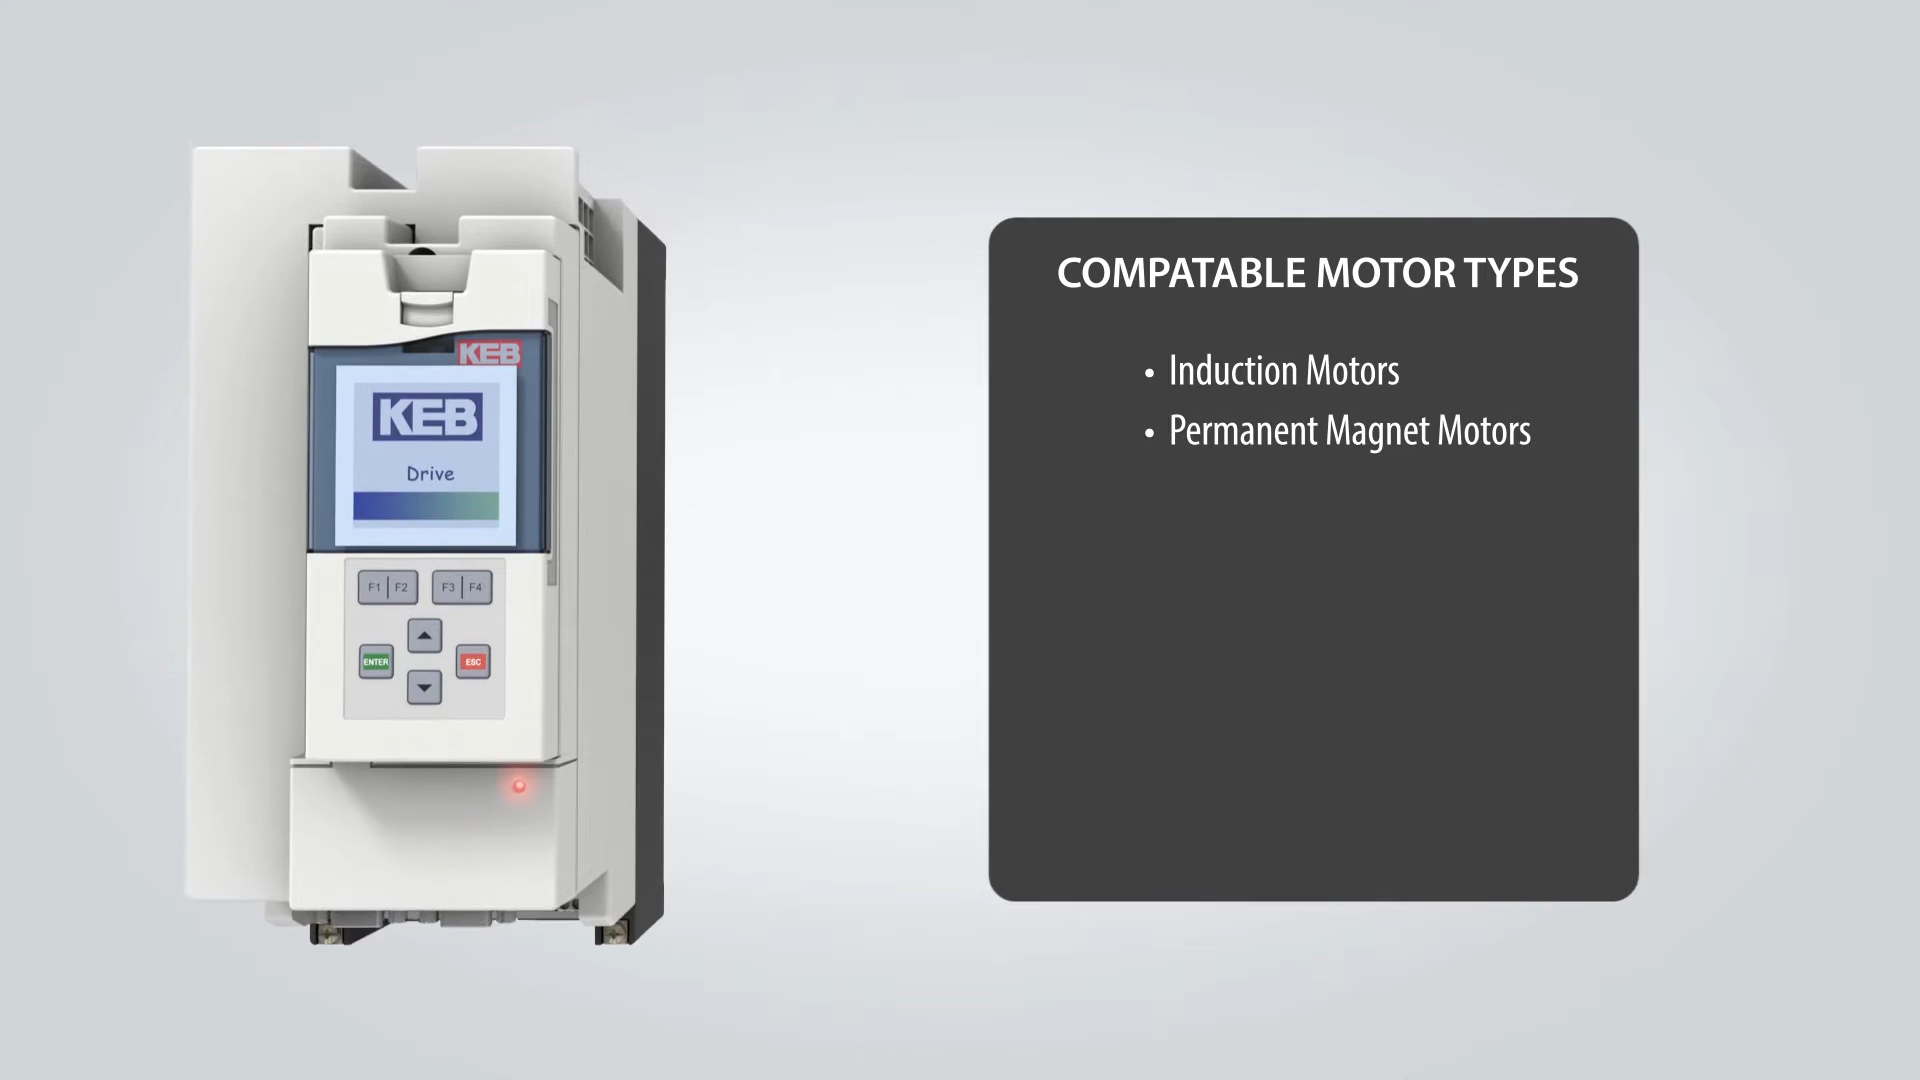 KEB
KEB
Drive
F1 F2 F3 F4
ENTER
ESC
COMPATABLE MOTOR TYPES
• Induction Motors
• Permanent Magnet Motors